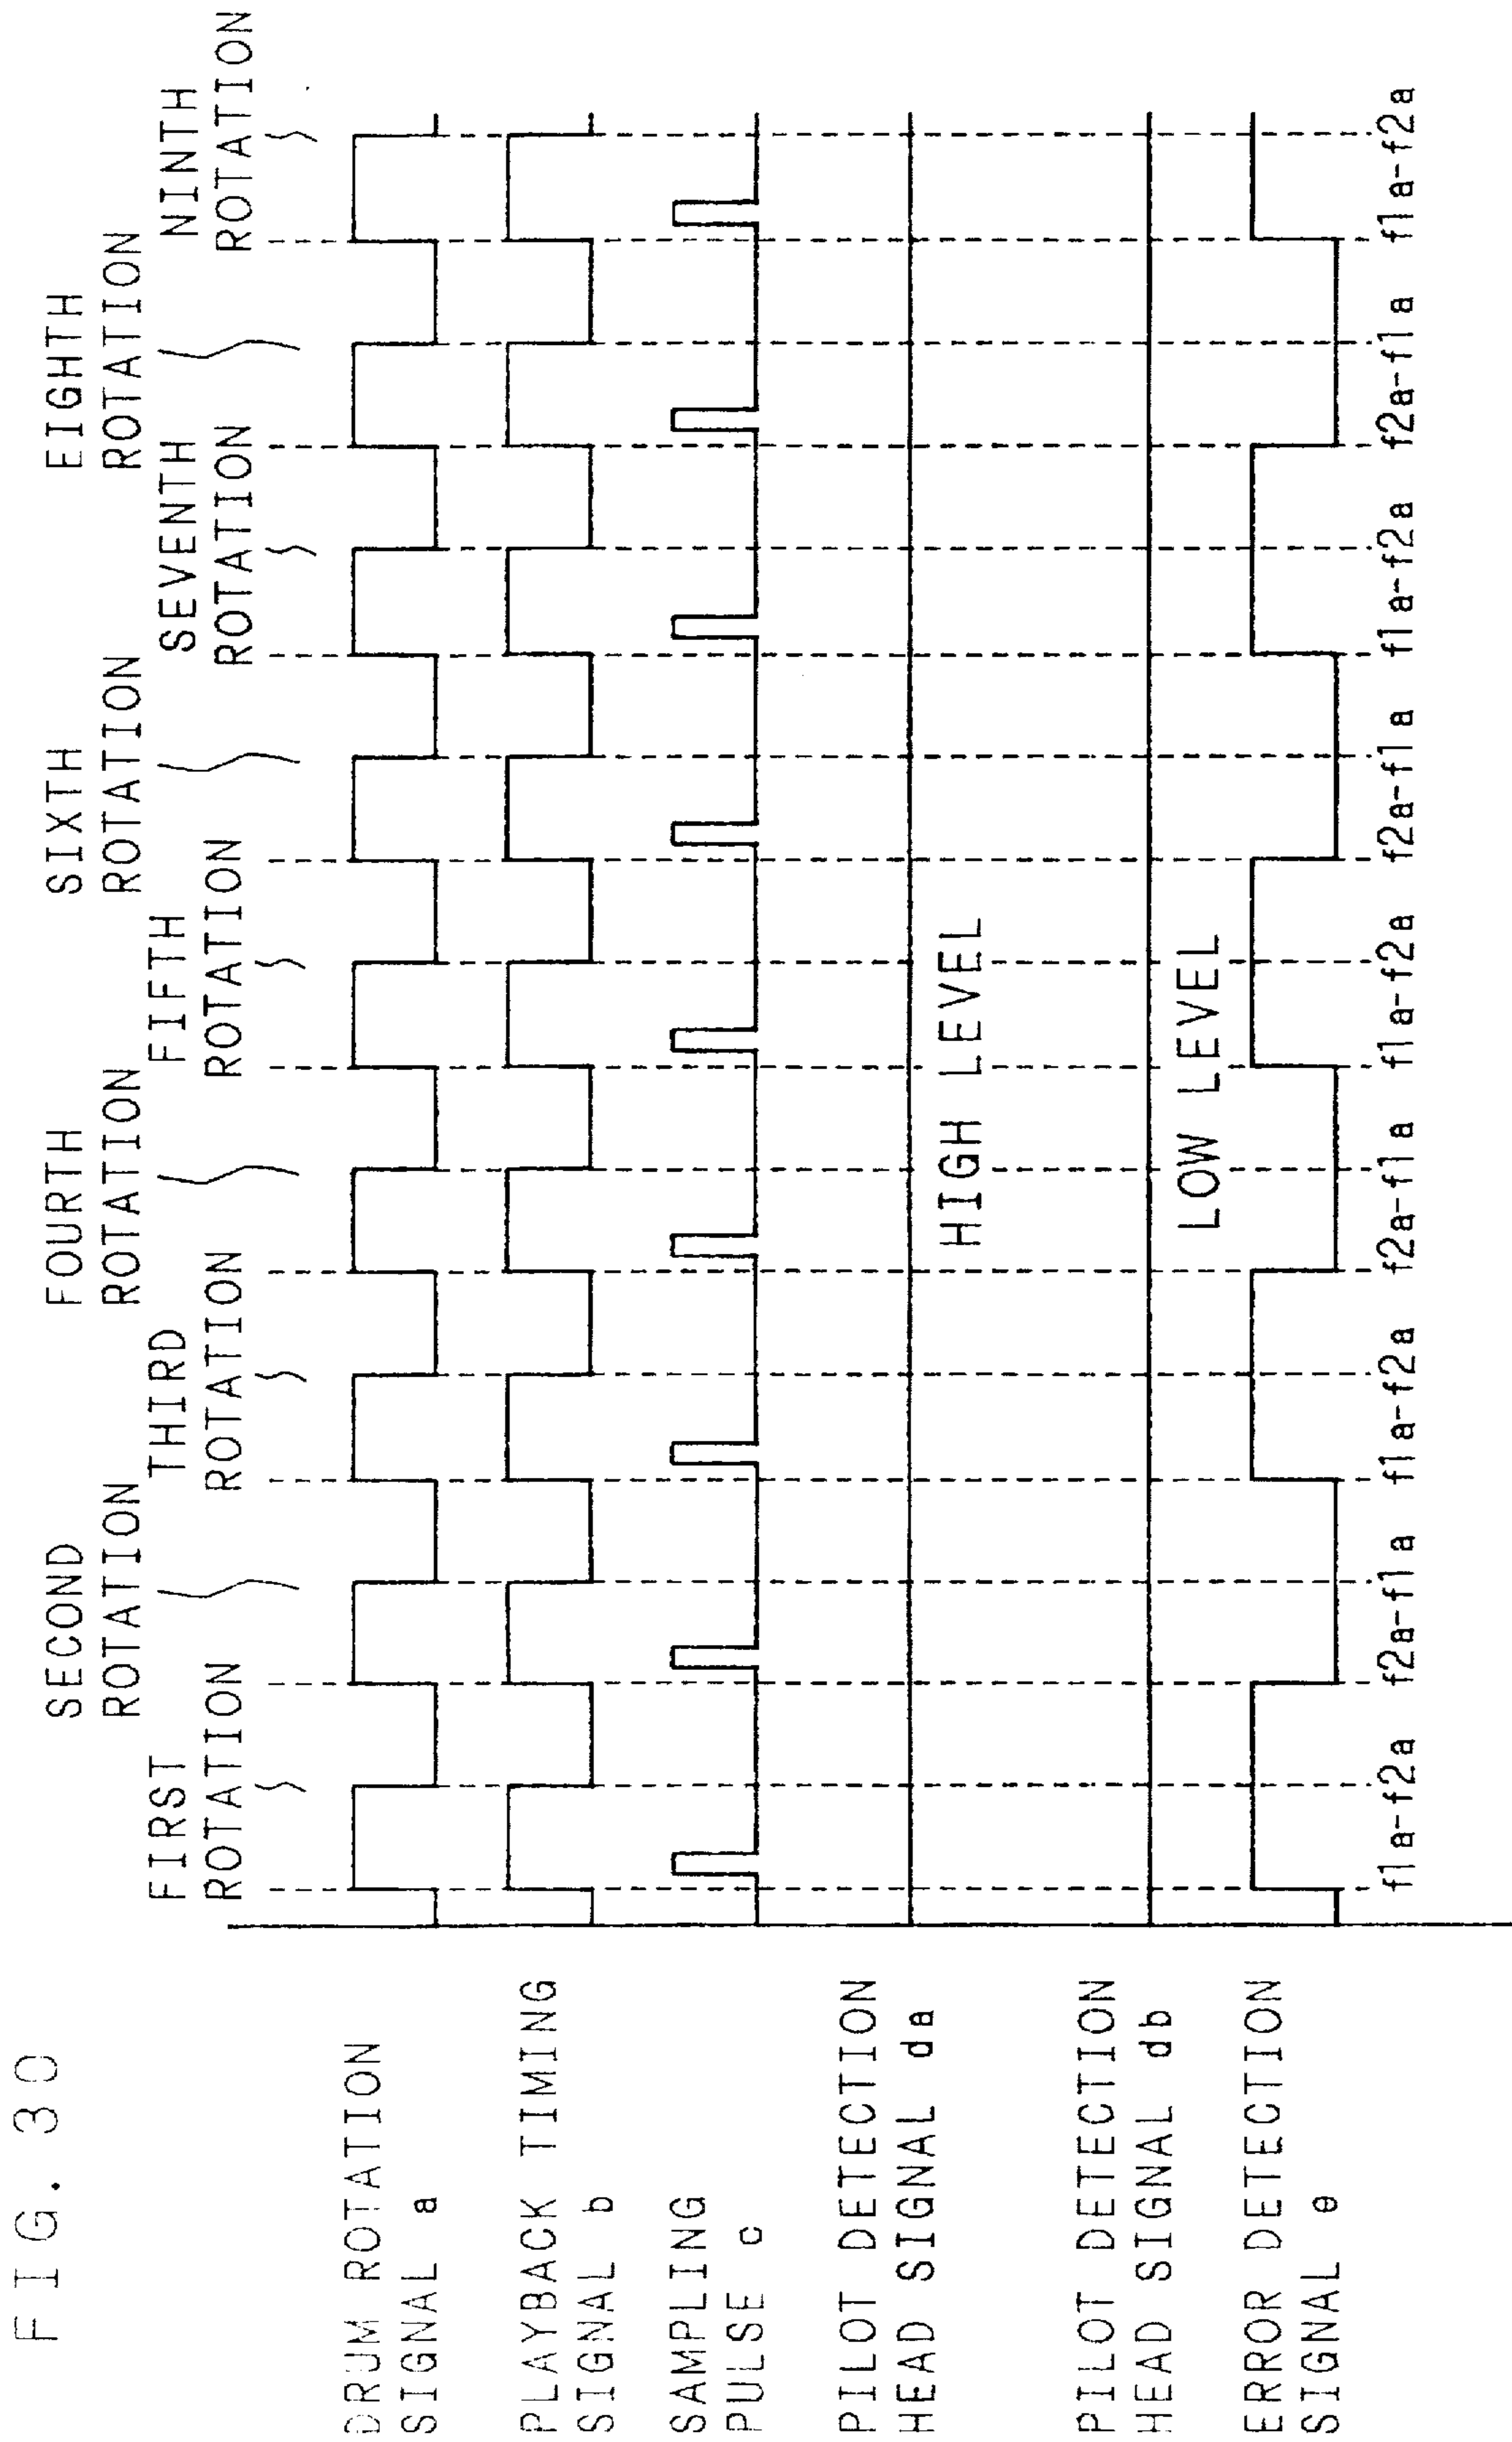 FIG. 30
FIRST
ROTATION
SECOND
ROTATION
THIRD
ROTATION
FOURTH
ROTATION
FIFTH
ROTATION
SIXTH
ROTATION
SEVENTH
ROTATION
EIGHTH
ROTATION
NINTH
ROTATION
DRUM ROTATION
SIGNAL a
PLAYBACK TIMING
SIGNAL b
SAMPLING
PULSE c
PILOT DETECTION
HEAD SIGNAL da
HIGH LEVEL
PILOT DETECTION
HEAD SIGNAL db
LOW LEVEL
ERROR DETECTION
SIGNAL e
f1a-f2a f2a-f1a f1a-f2a f2a-f1a f1a-f2a f2a-f1a f1a-f2a f2a-f1a f1a-f2a